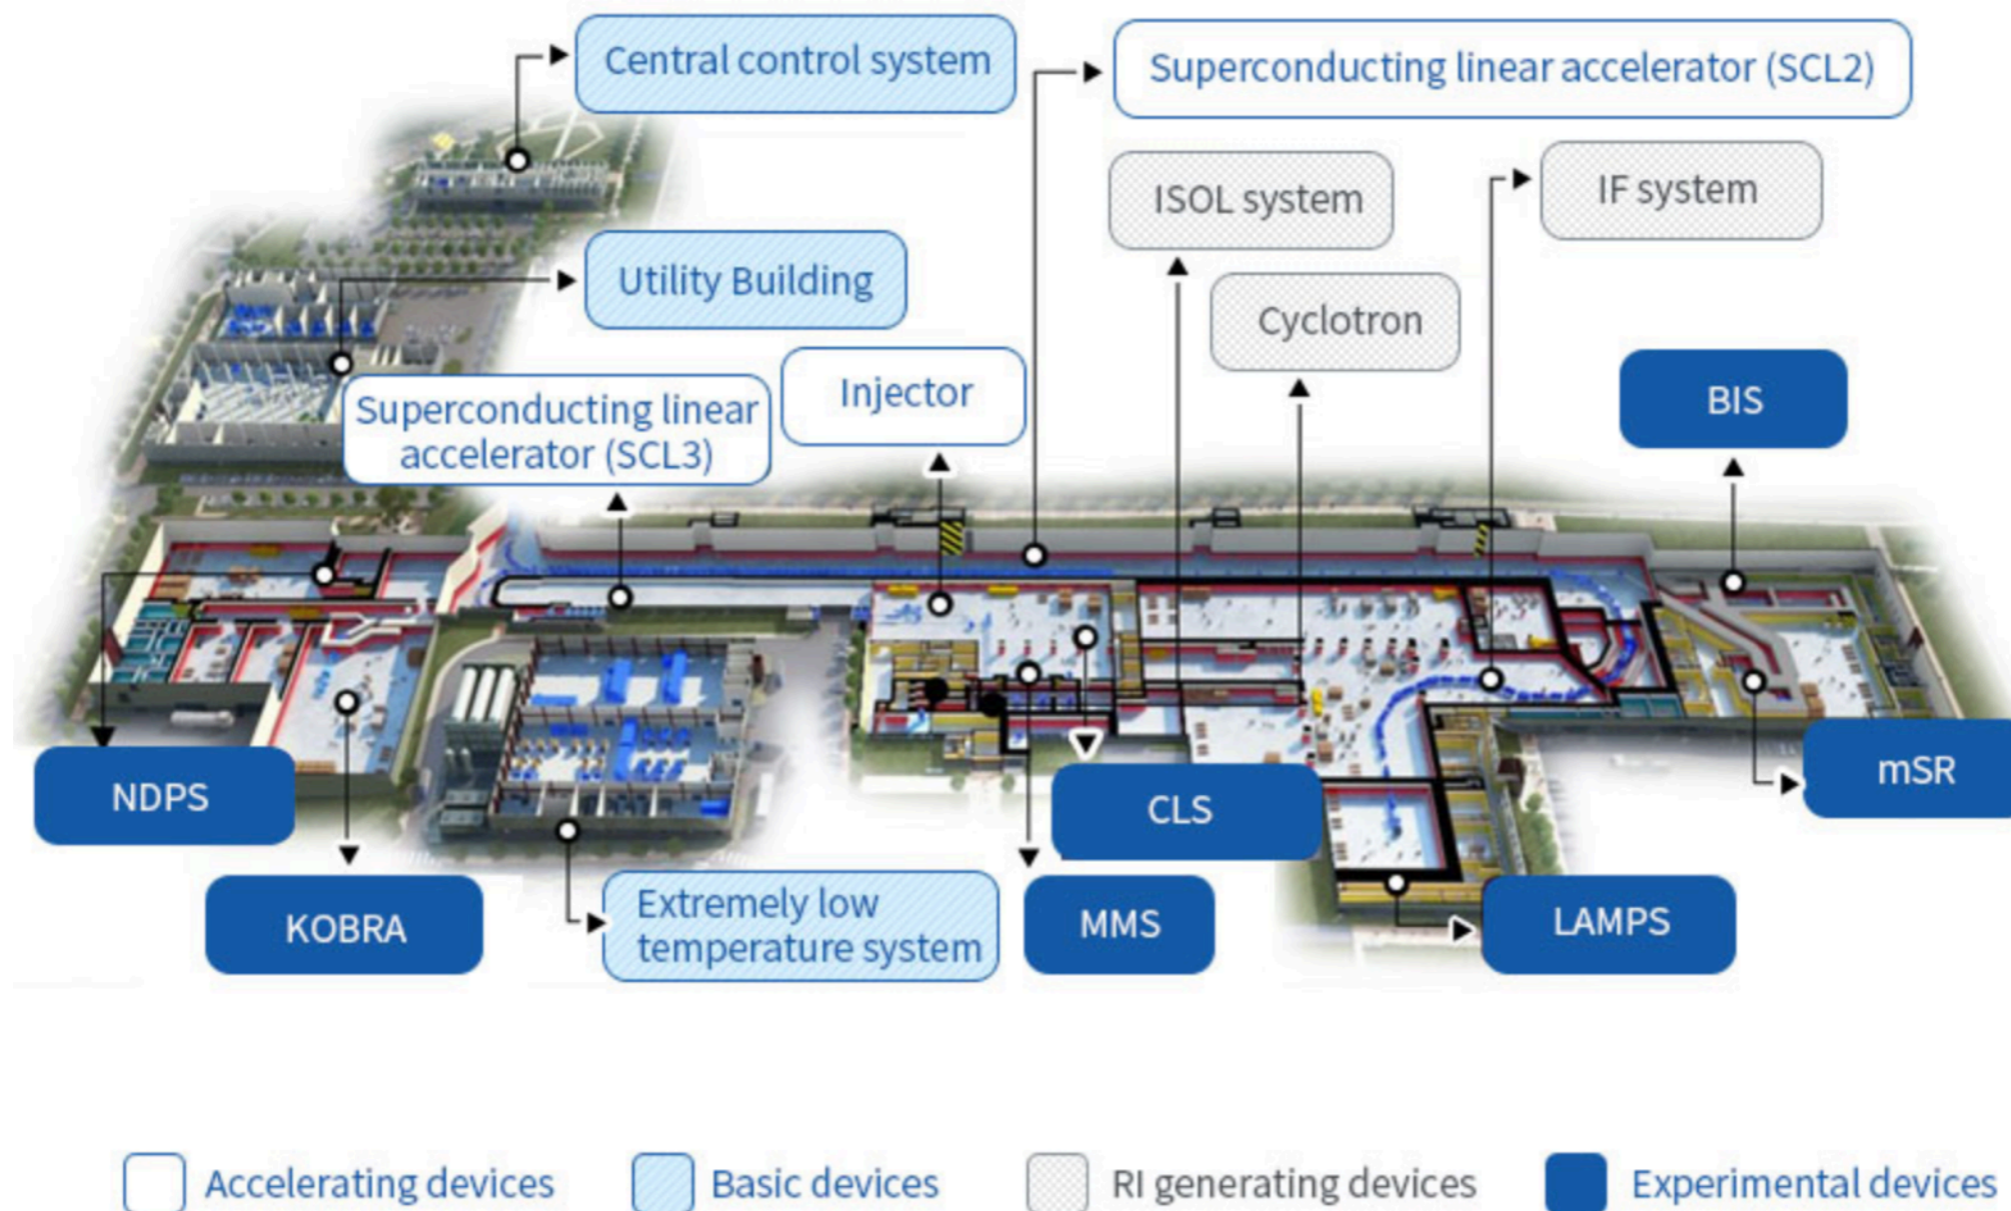 Central control system
Superconducting linear accelerator (SCL2)
ISOL system
IF system
Utility Building
Cyclotron
Injector
BIS
Superconducting linear
accelerator (SCL3)
NDPS
CLS
mSR
KOBRA
Extremely low
temperature system
MMS
LAMPS
Accelerating devices
Basic devices
RI generating devices
Experimental devices